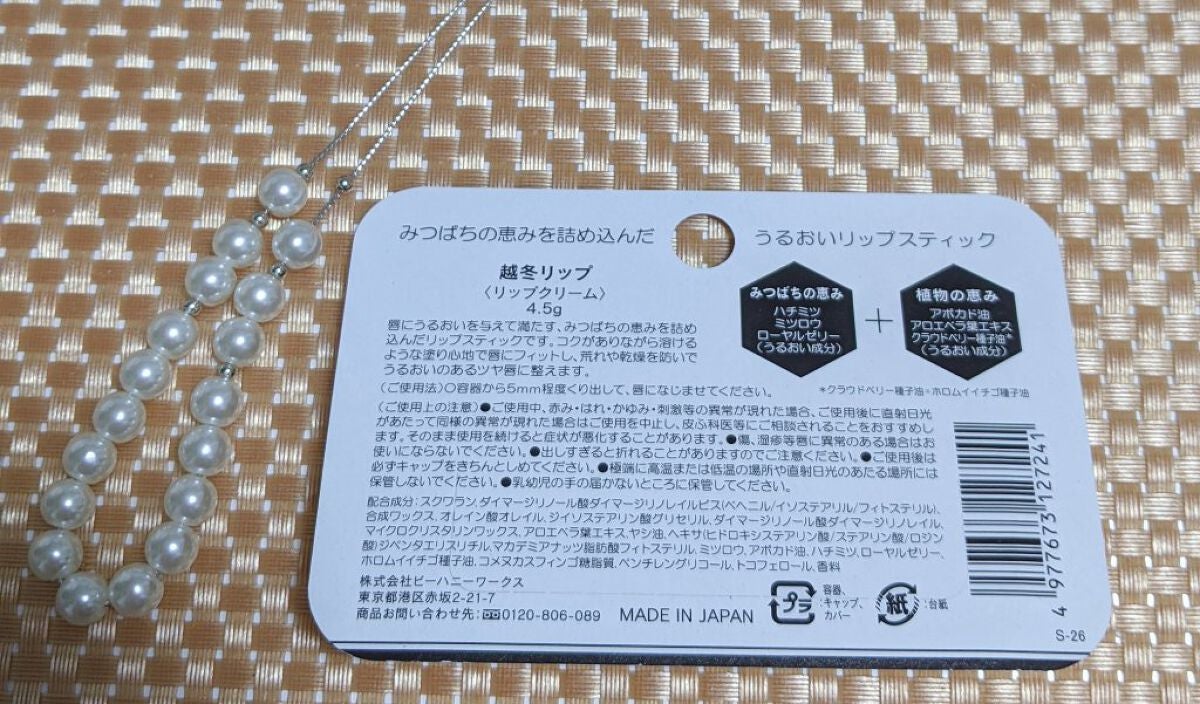 みつばちの恵みを詰め込んだ うるおいリップスティック
越冬リップ
〈リップクリーム〉
4.5g
唇にうるおいを与えて満たす、みつばちの恵みを詰め
込んだリップスティックです。コクがありながら溶ける
ような塗り心地で唇にフィットし、荒れや乾燥を防いで
うるおいのあるツヤ唇に整えます。
みつばちの恵み
ハチミツ
ミツロウ
ローヤルゼリー
(うるおい成分)
+
植物の恵み
アボカド油
アロエベラ葉エキス
クラウドベリー種子油*
(うるおい成分)
*クラウドベリー種子油=ホロムイイチゴ種子油
〈ご使用法〉○容器から5mm程度くり出して、唇になじませてください。
〈ご使用上の注意〉●ご使用中、赤み・はれ・かゆみ・刺激等の異常が現れた場合、ご使用後に直射日光
があたって同様の異常が現れた場合はご使用を中止し、皮ふ科医等にご相談されることをおすすめし
ます。そのまま使用を続けると症状が悪化することがあります。●傷、湿疹等唇に異常のある場合はお
使いにならないでください。●出しすぎると折れることがありますのでご注意ください。●ご使用後は
必ずキャップをきちんとしめてください。●極端に高温または低温の場所や直射日光のあたる場所には
保管しないでください。●乳幼児の手の届かないところに保管してください。
配合成分:スクワラン、ダイマージリノール酸ダイマージリノレイルビス(ベヘニル/イソステアリル/フィトステリル)、
合成ワックス、オレイン酸オレイル、ジイソステアリン酸グリセリル、ダイマージリノール酸ダイマージリノレイル、
マイクロクリスタリンワックス、アロエベラ葉エキス、ヤシ油、ヘキサ(ヒドロキシステアリン酸/ステアリン酸/ロジン
酸)ジペンタエリスリチル、マカデミアナッツ脂肪酸フィトステリル、ミツロウ、アボカド油、ハチミツ、ローヤルゼリー、
ホロムイイチゴ種子油、コメヌカスフィンゴ糖脂質、ペンチレングリコール、トコフェロール、香料
株式会社ビーハニーワークス
東京都港区赤坂2-21-7
商品お問い合わせ先:0120-806-089 MADE IN JAPAN
プラ
容器、
:キャップ、
カバー
紙 :台紙
4 977673 127241
S-26